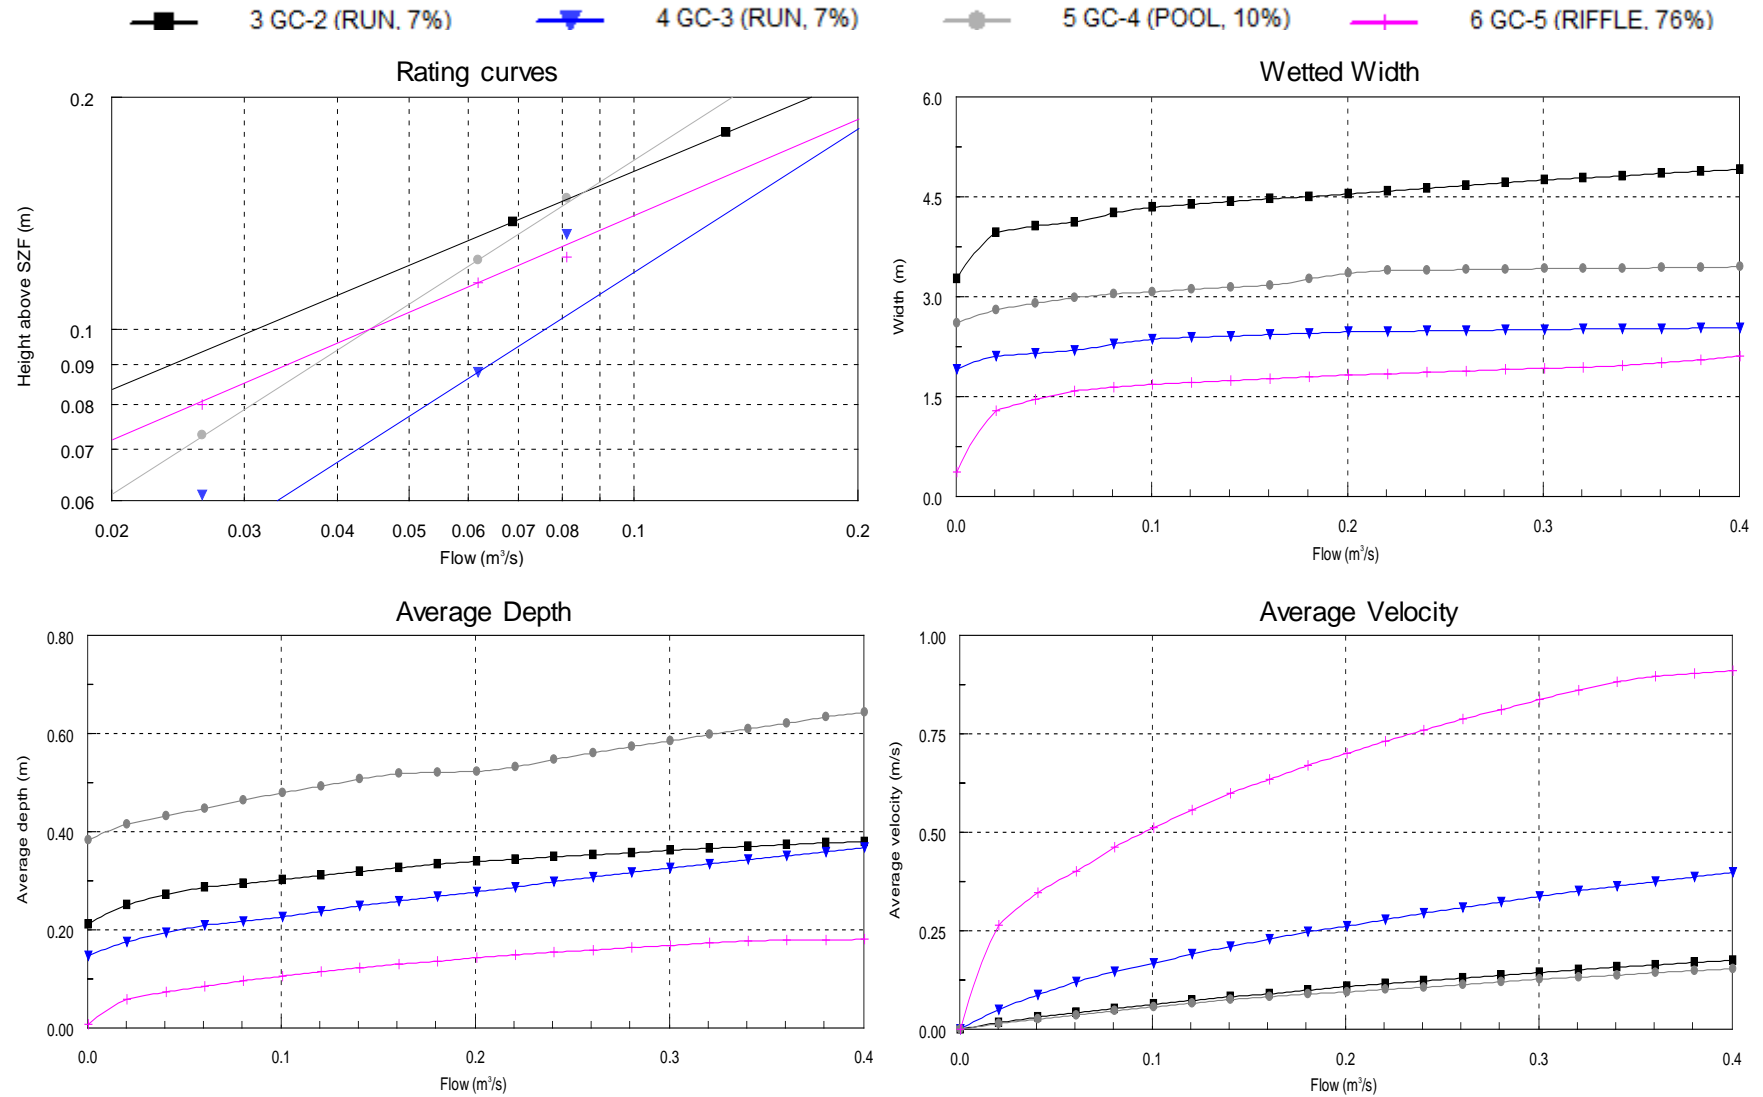 3 GC-2 (RUN, 7%) 4 GC-3 (RUN, 7%) 5 GC-4 (POOL, 10%) 6 GC-5 (RIFFLE, 76%)
Rating curves
Height above SZF (m)
0.2
0.1
0.09
0.08
0.07
0.06
0.02 0.03 0.04 0.05 0.06 0.07 0.08 0.1 0.2
Flow (m³/s)
Wetted Width
Width (m)
6.0
4.5
3.0
1.5
0.0
0.0 0.1 0.2 0.3 0.4
Flow (m³/s)
Average Depth
Average depth (m)
0.80
0.60
0.40
0.20
0.00
0.0 0.1 0.2 0.3 0.4
Flow (m³/s)
Average Velocity
Average velocity (m/s)
1.00
0.75
0.50
0.25
0.00
0.0 0.1 0.2 0.3 0.4
Flow (m³/s)